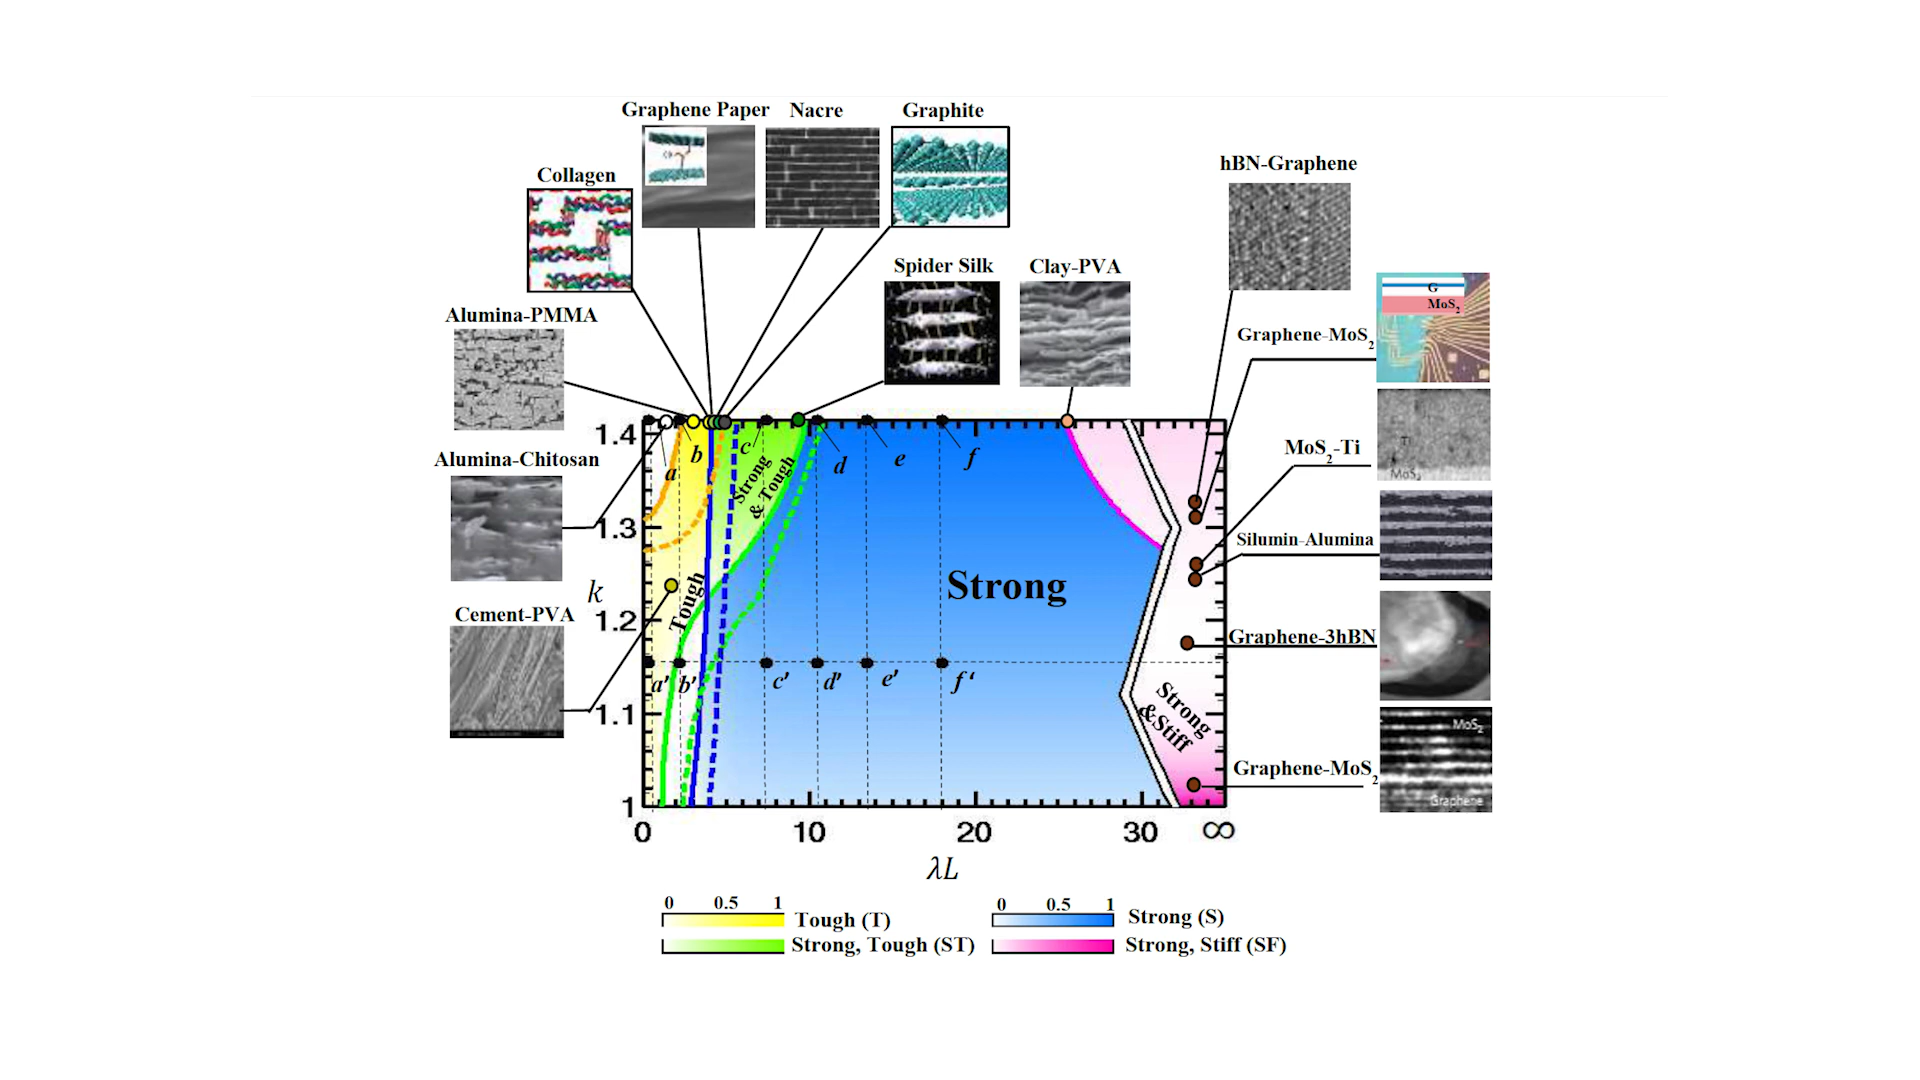 Graphene Paper Nacre Graphite
hBN-Graphene
Collagen
Spider Silk Clay-PVA
G
MoS2
Alumina-PMMA
Graphene-MoS2
Ti
MoS2
MoS2-Ti
Alumina-Chitosan
a b c d e f
Strong
& Tough
Silumin-Alumina
Strong
Tough
Cement-PVA
Graphene-3hBN
a' b' c' d' e' f'
Strong
&Stiff
MoS2
Graphene
Graphene-MoS2
1.4
1.3
k
1.2
1.1
1
0 10 20 30 ∞
λL
0 0.5 1
Tough (T)
Strong, Tough (ST)
0 0.5 1
Strong (S)
Strong, Stiff (SF)